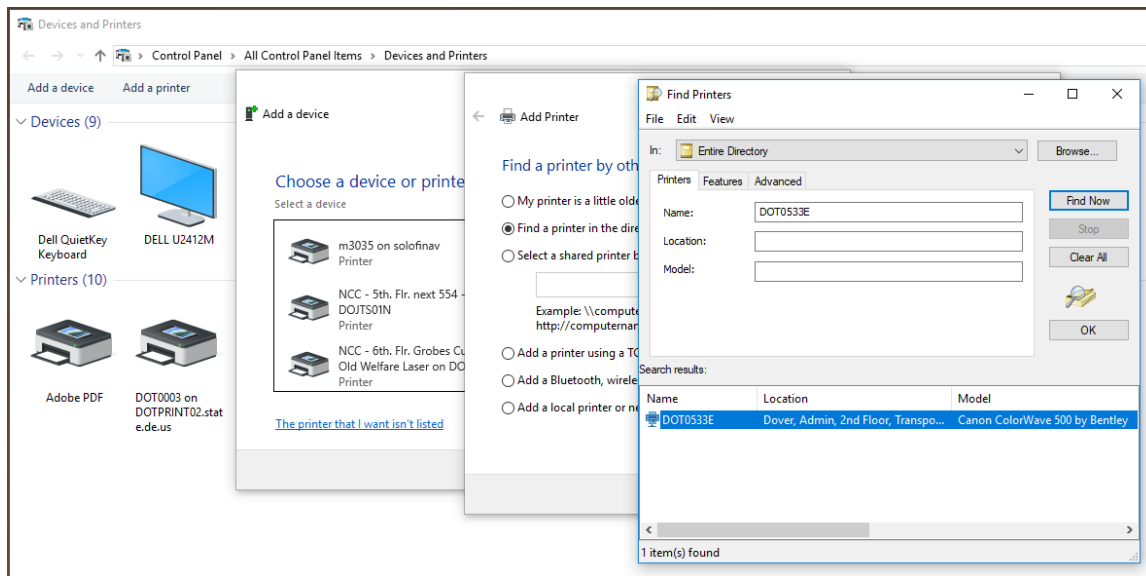 Devices and Printers
Control Panel > All Control Panel Items > Devices and Printers
Add a device Add a printer
Devices (9)
Dell QuietKey
Keyboard
DELL U2412M
Printers (10)
Adobe PDF
DOT0003 on
DOTPRINT02.stat
e.de.us
Add a device
Choose a device or printe
Select a device
m3035 on solofinav
Printer
NCC - 5th. Flr. next 554 -
DOJTS01N
Printer
NCC - 6th. Flr. Grobes Cu
Old Welfare Laser on DO
Printer
The printer that I want isn't listed
Add Printer
Find a printer by oth
My printer is a little olde
Find a printer in the dire
Select a shared printer b
Example: \\compute
http://computernan
Add a printer using a TC
Add a Bluetooth, wirele
Add a local printer or ne
Find Printers
File Edit View
In: Entire Directory Browse...
Printers Features Advanced
Name: DOT0533E
Location:
Model:
Find Now
Stop
Clear All
OK
Search results:
Name Location Model
DOT0533E Dover, Admin, 2nd Floor, Transpo... Canon ColorWave 500 by Bentley
1 item(s) found